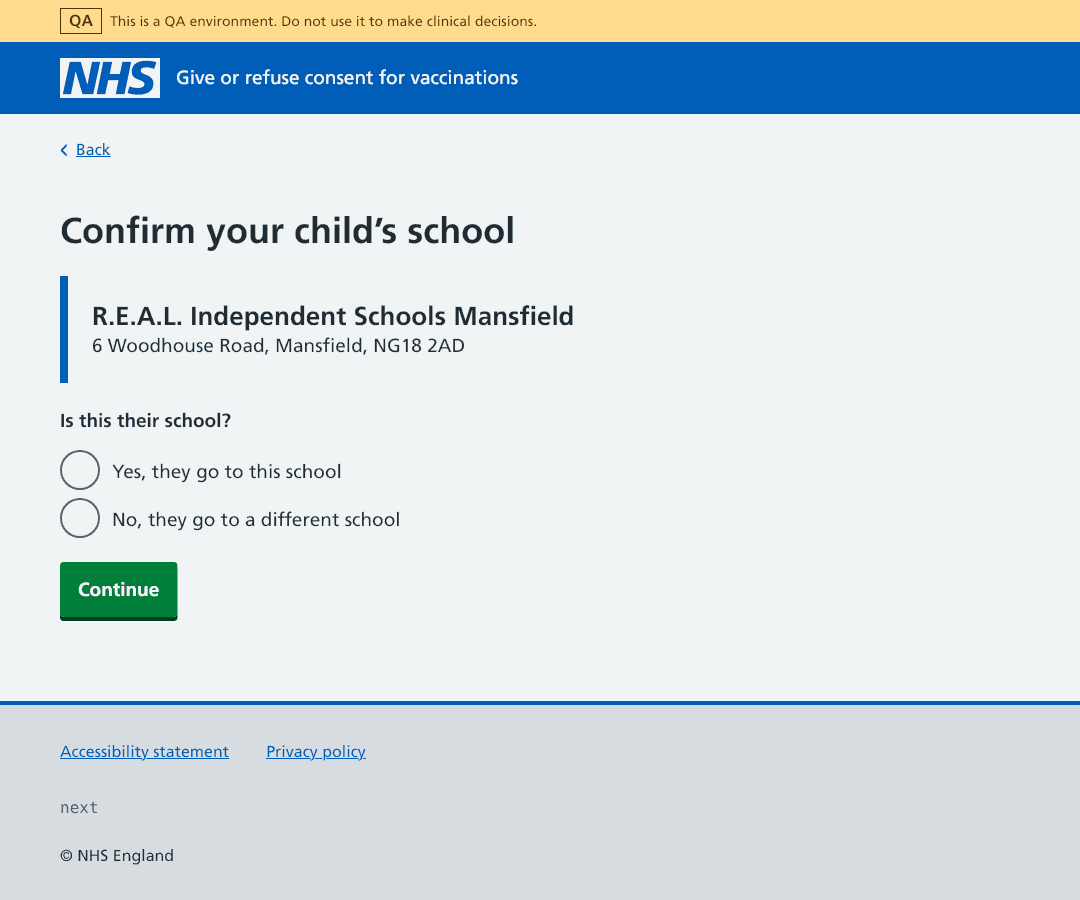 QA This is a QA environment. Do not use it to make clinical decisions.
NHS Give or refuse consent for vaccinations
Back
Confirm your child’s school
R.E.A.L. Independent Schools Mansfield
6 Woodhouse Road, Mansfield, NG18 2AD
Is this their school?
Yes, they go to this school
No, they go to a different school
Continue
Accessibility statement Privacy policy
next
© NHS England